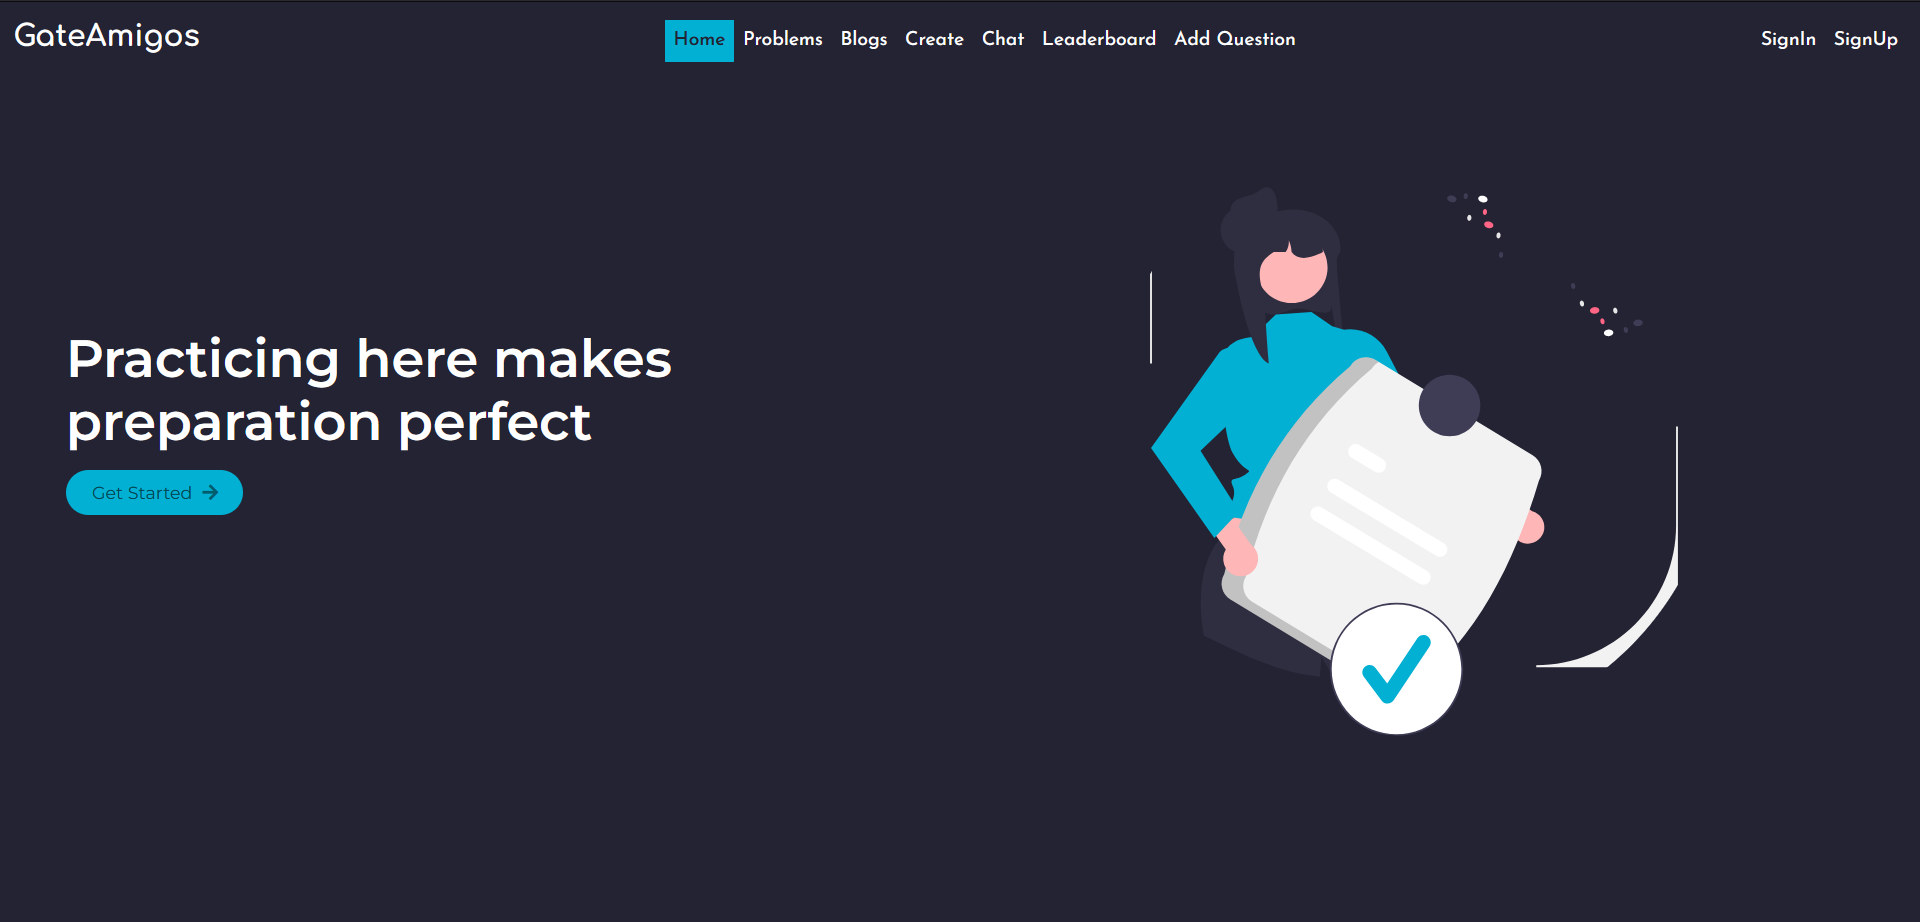 GateAmigos
Home Problems Blogs Create Chat Leaderboard Add Question
SignIn SignUp
Practicing here makes
preparation perfect
Get Started